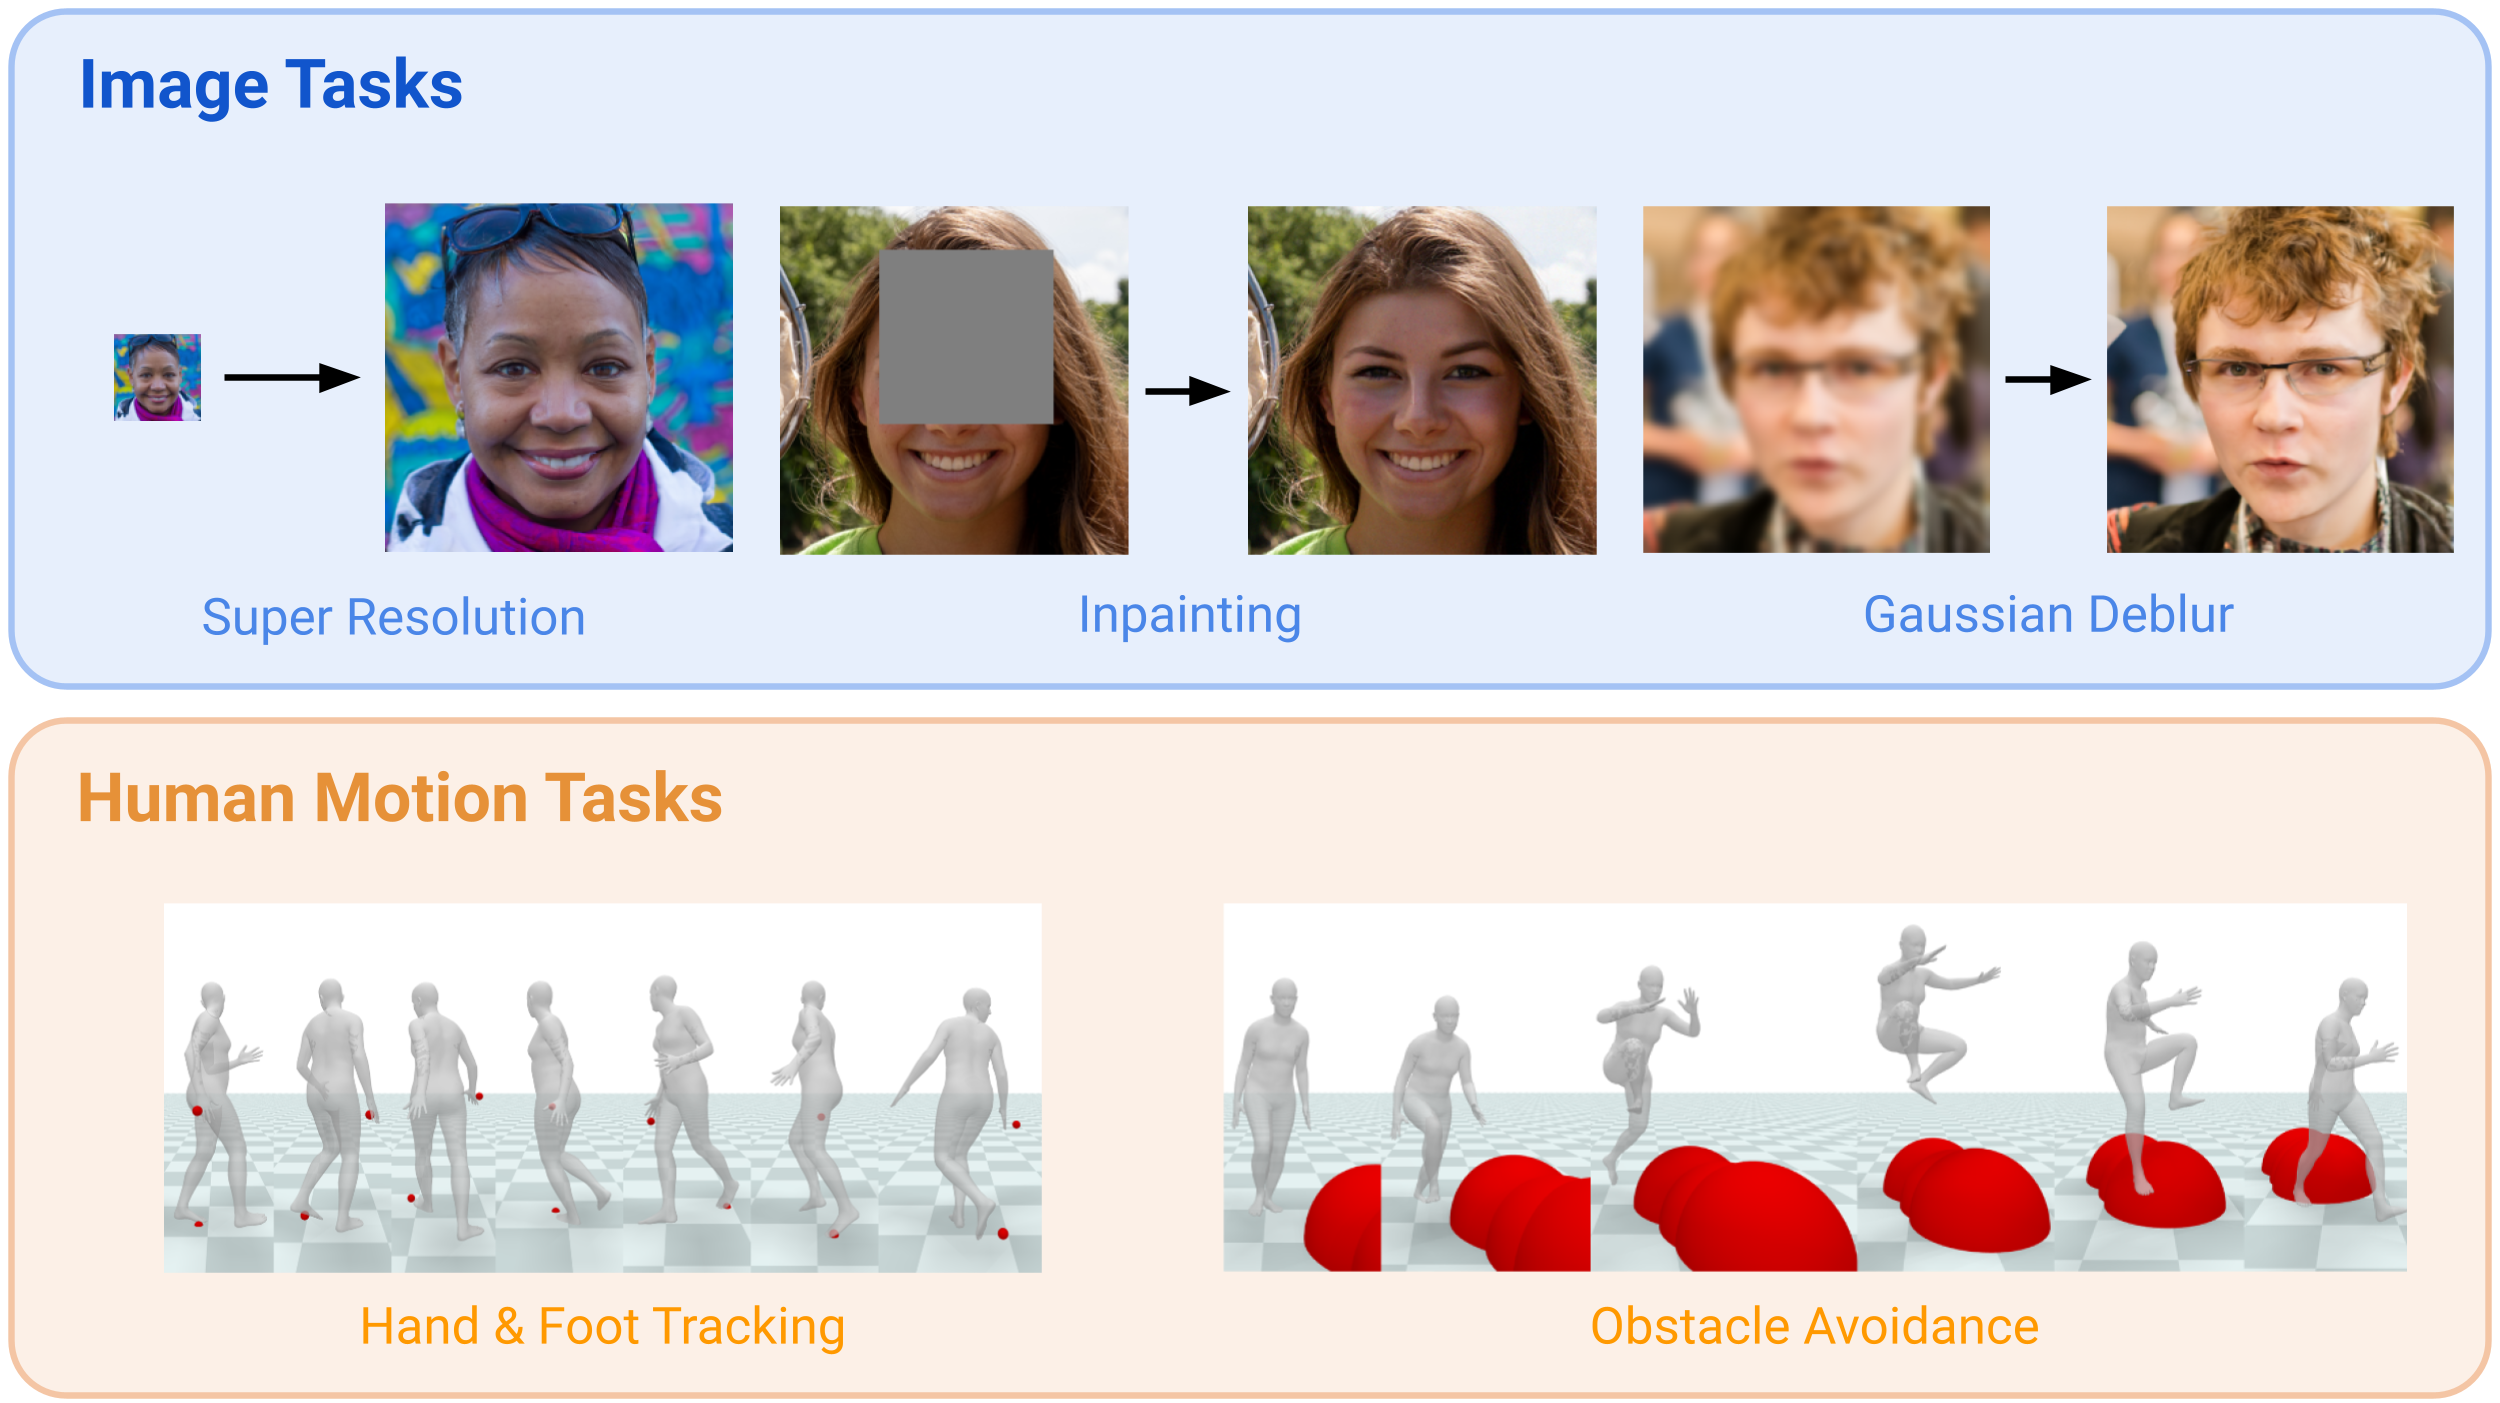 Image Tasks
Super Resolution
Inpainting
Gaussian Deblur
Human Motion Tasks
Hand & Foot Tracking
Obstacle Avoidance